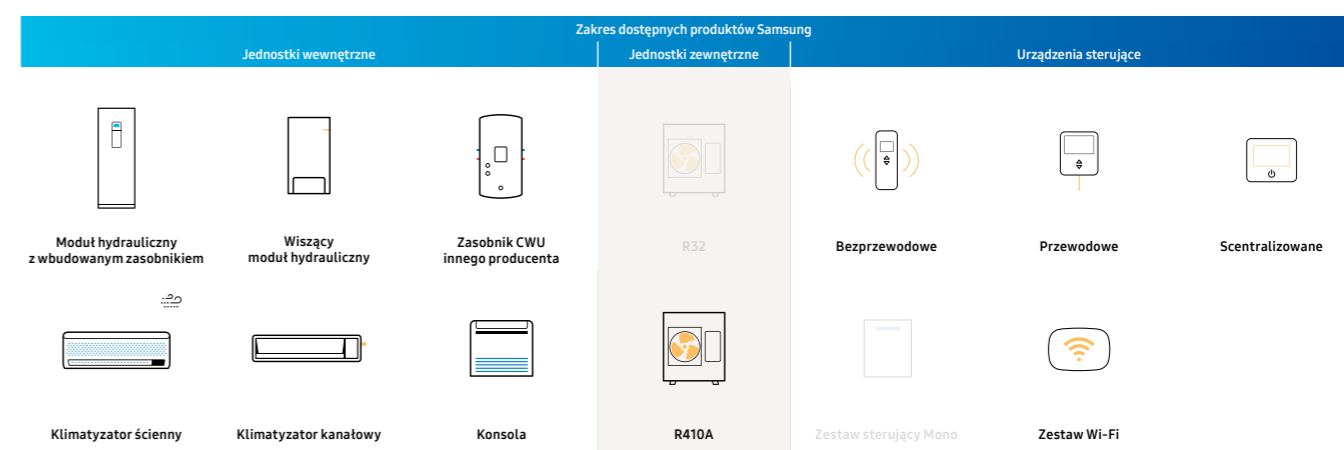 Zakres dostępnych produktów Samsung
Jednostki wewnętrzne
Jednostki zewnętrzne
Urządzenia sterujące
Moduł hydrauliczny
z wbudowanym zasobnikiem
Wiszący
moduł hydrauliczny
Zasobnik CWU
innego producenta
R32
Bezprzewodowe
Przewodowe
Scentralizowane
SAMSUNG
Klimatyzator ścienny
Klimatyzator kanałowy
Konsola
R410A
Zestaw sterujący Mono
Zestaw Wi-Fi